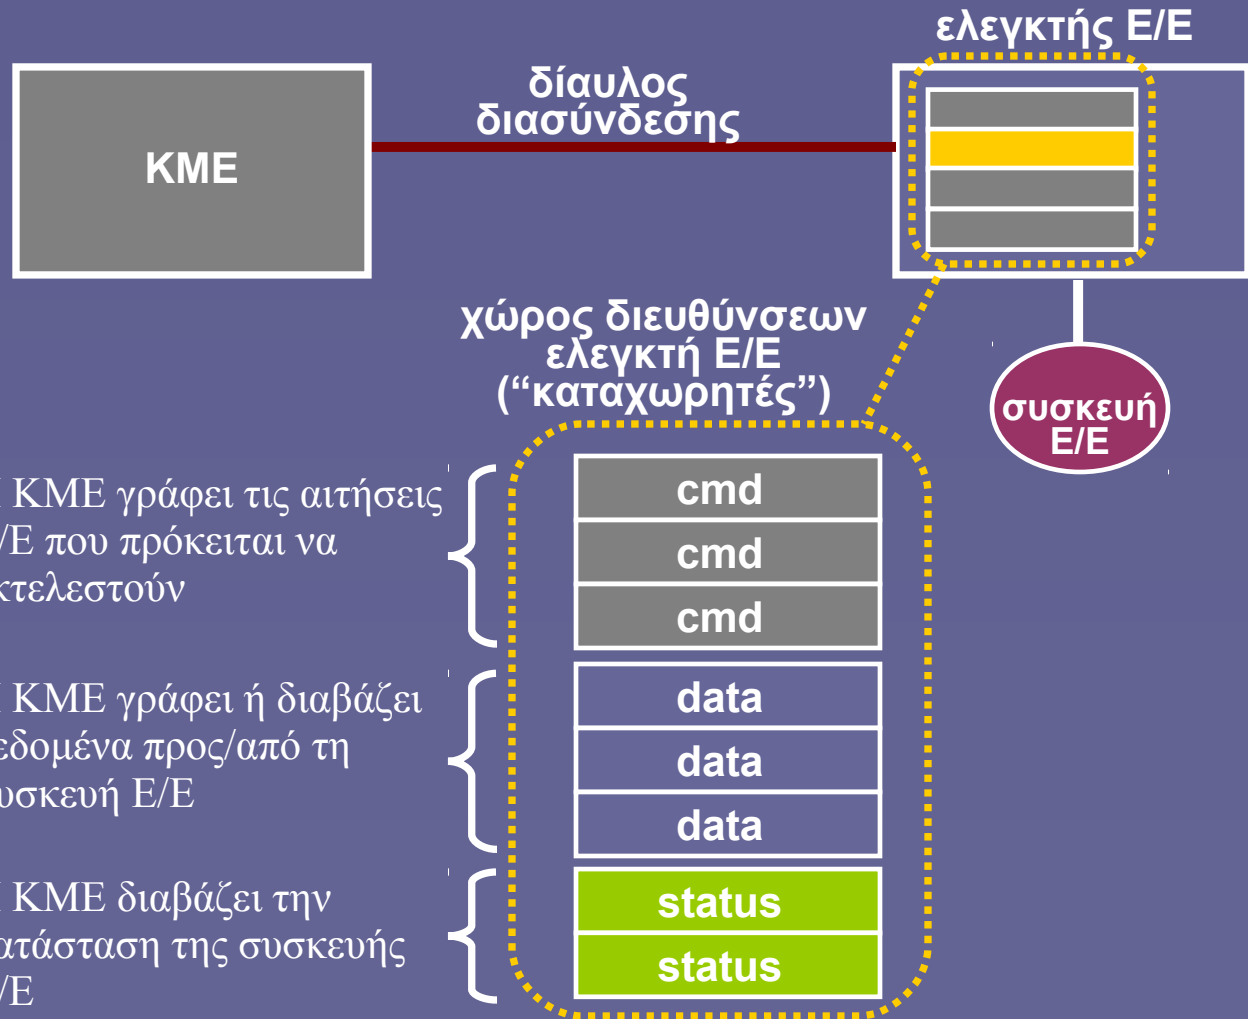 ελεγκτής Ε/Ε
δίαυλος
διασύνδεσης
ΚΜΕ
χώρος διευθύνσεων
ελεγκτή Ε/Ε
(“καταχωρητές”)
συσκευή
Ε/Ε
ΚΜΕ γράφει τις αιτήσεις
/Ε που πρόκειται να
κτελεστούν
cmd
cmd
cmd
ΚΜΕ γράφει ή διαβάζει
εδομένα προς/από τη
υσκευή Ε/Ε
data
data
data
ΚΜΕ διαβάζει την
ατάσταση της συσκευής
/Ε
status
status